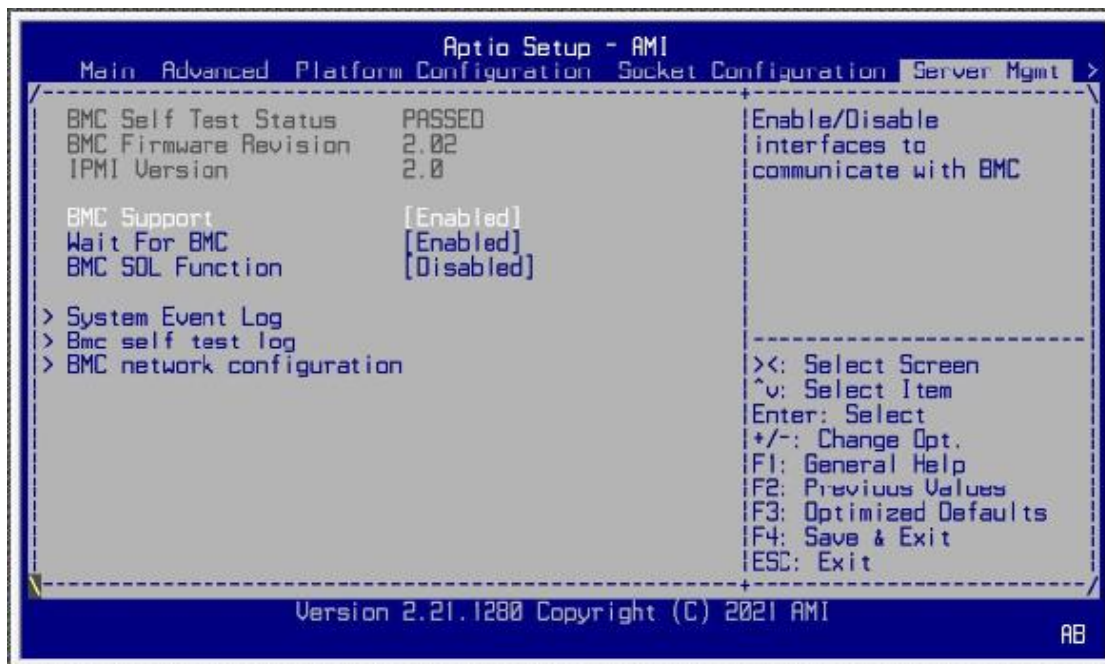 Aptio Setup - AMI
Main Advanced Platform Configuration Socket Configuration Server Mgmt >
BMC Self Test Status PASSED
BMC Firmware Revision 2.02
IPMI Version 2.0
BMC Support [Enabled]
Wait For BMC [Enabled]
BMC SOL Function [Disabled]
> System Event Log
> Bmc self test log
> BMC network configuration
Enable/Disable
interfaces to
communicate with BMC
><: Select Screen
^v: Select Item
Enter: Select
+/-: Change Opt.
F1: General Help
F2: Previous Values
F3: Optimized Defaults
F4: Save & Exit
ESC: Exit
Version 2.21.1280 Copyright (C) 2021 AMI
AB